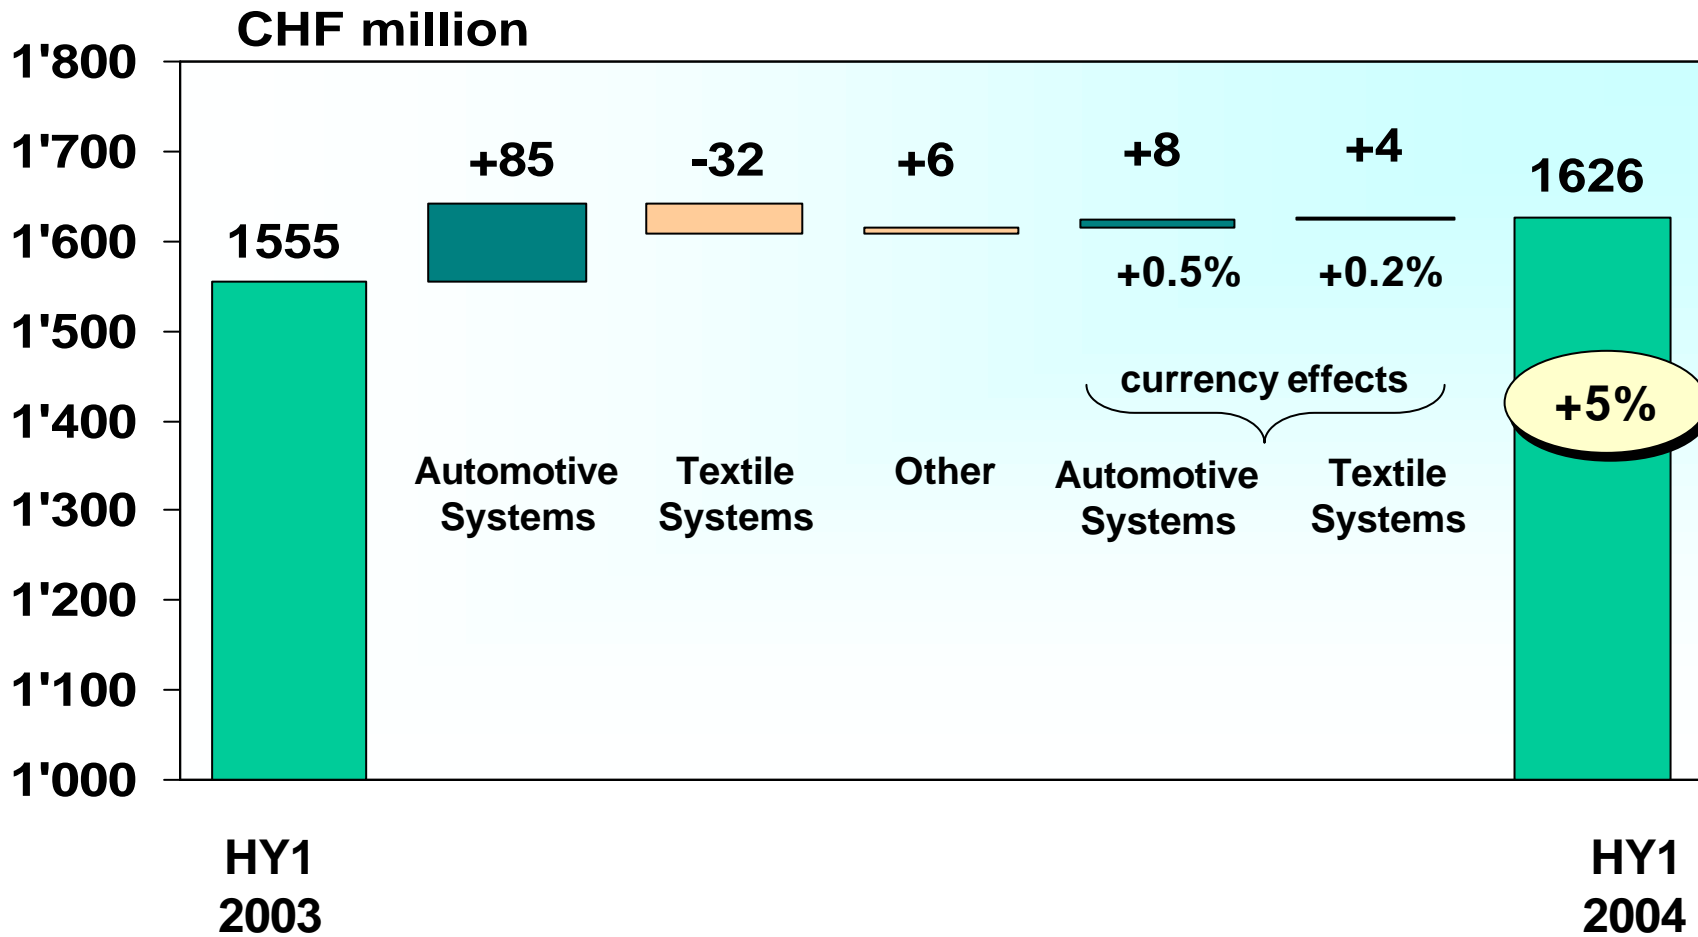 CHF million
1'800
1'700
1'600
1'500
1'400
1'300
1'200
1'100
1'000
1555
+85
-32
+6
+8
+4
1626
+0.5%
+0.2%
currency effects
+5%
Automotive
Systems
Textile
Systems
Other
Automotive
Systems
Textile
Systems
HY1
2003
HY1
2004